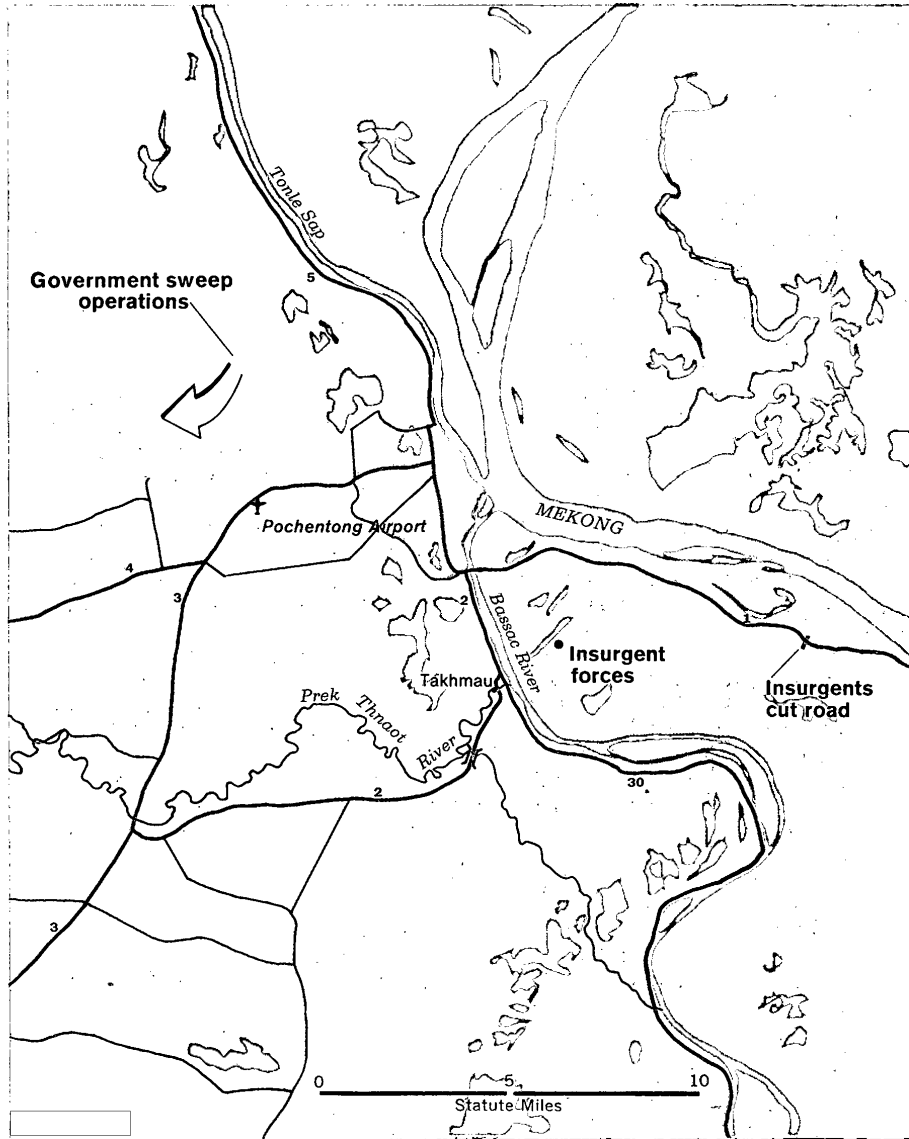 Tonle Sap
5
Government sweep
operations
MEKONG
Pochentong Airport
4
3
2
1
Bassac River
Insurgent
forces
Takhmau
Insurgents
cut road
Prek
Thnaot
River
2
30
3
0 5 10
Statute Miles